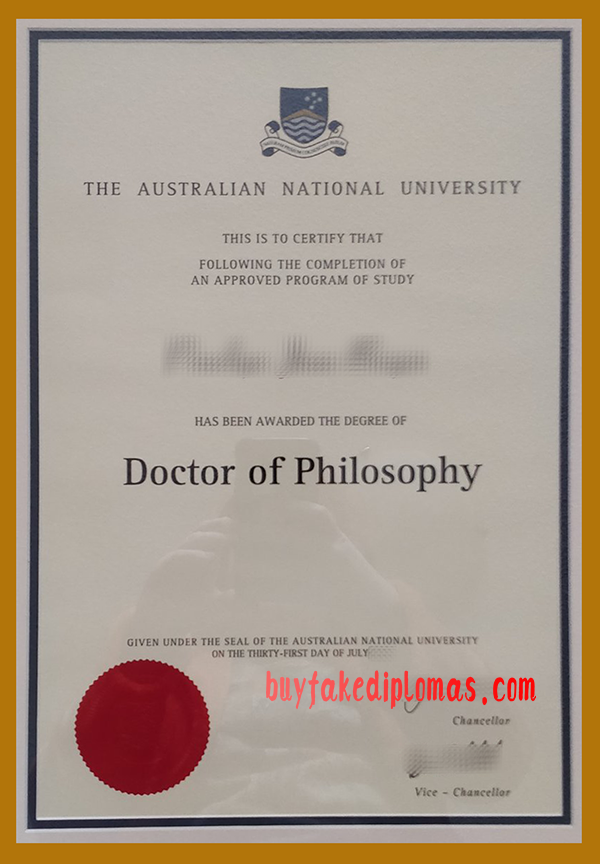 THE AUSTRALIAN NATIONAL UNIVERSITY
THIS IS TO CERTIFY THAT
FOLLOWING THE COMPLETION OF
AN APPROVED PROGRAM OF STUDY
HAS BEEN AWARDED THE DEGREE OF
Doctor of Philosophy
GIVEN UNDER THE SEAL OF THE AUSTRALIAN NATIONAL UNIVERSITY
ON THE THIRTY-FIRST DAY OF JULY
buyfakediplomas.com
Chancellor
Vice - Chancellor